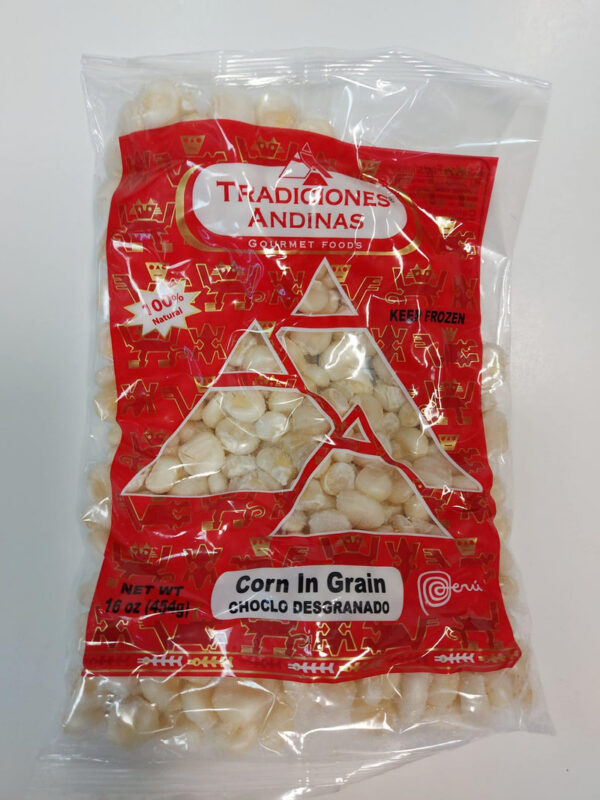 TRADICIONES
ANDINAS
GOURMET FOODS
100%
Natural
KEEP FROZEN
Corn In Grain
CHOCLO DESGRANADO
NET WT
16 oz (454g)
Perú